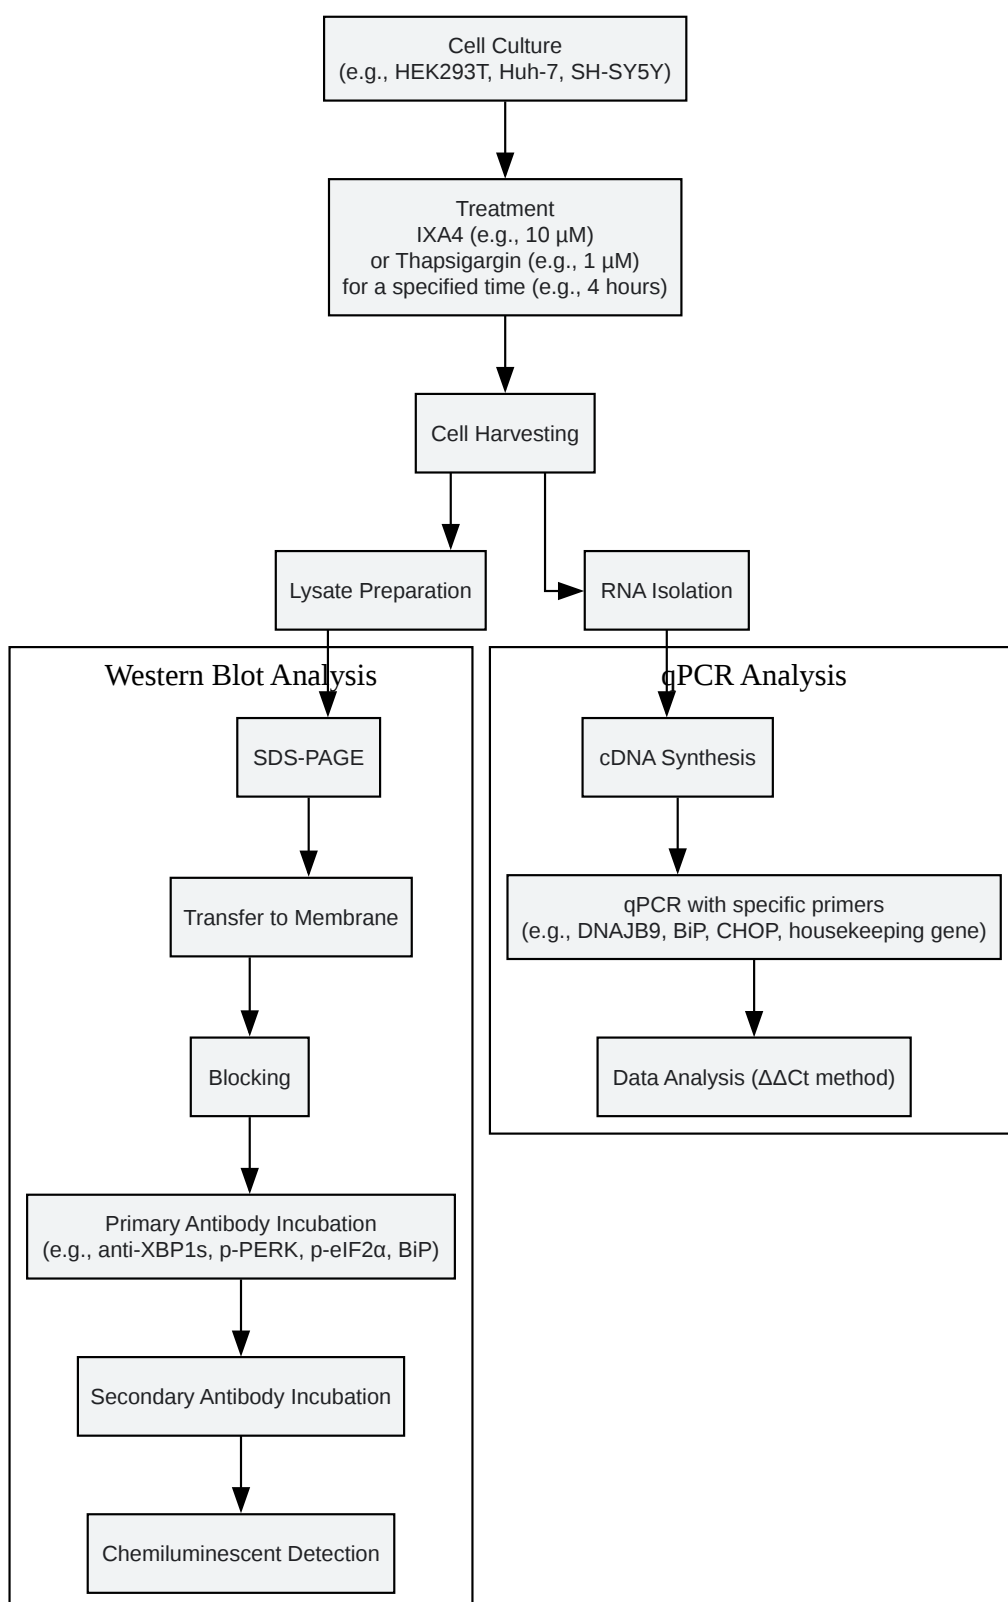 Cell Culture
(e.g., HEK293T, Huh-7, SH-SY5Y)
Treatment
IXA4 (e.g., 10 µM)
or Thapsigargin (e.g., 1 µM)
for a specified time (e.g., 4 hours)
Cell Harvesting
Lysate Preparation
RNA Isolation
Western Blot Analysis
SDS-PAGE
Transfer to Membrane
Blocking
Primary Antibody Incubation
(e.g., anti-XBP1s, p-PERK, p-eIF2α, BiP)
Secondary Antibody Incubation
Chemiluminescent Detection
qPCR Analysis
cDNA Synthesis
qPCR with specific primers
(e.g., DNAJB9, BiP, CHOP, housekeeping gene)
Data Analysis (ΔΔCt method)